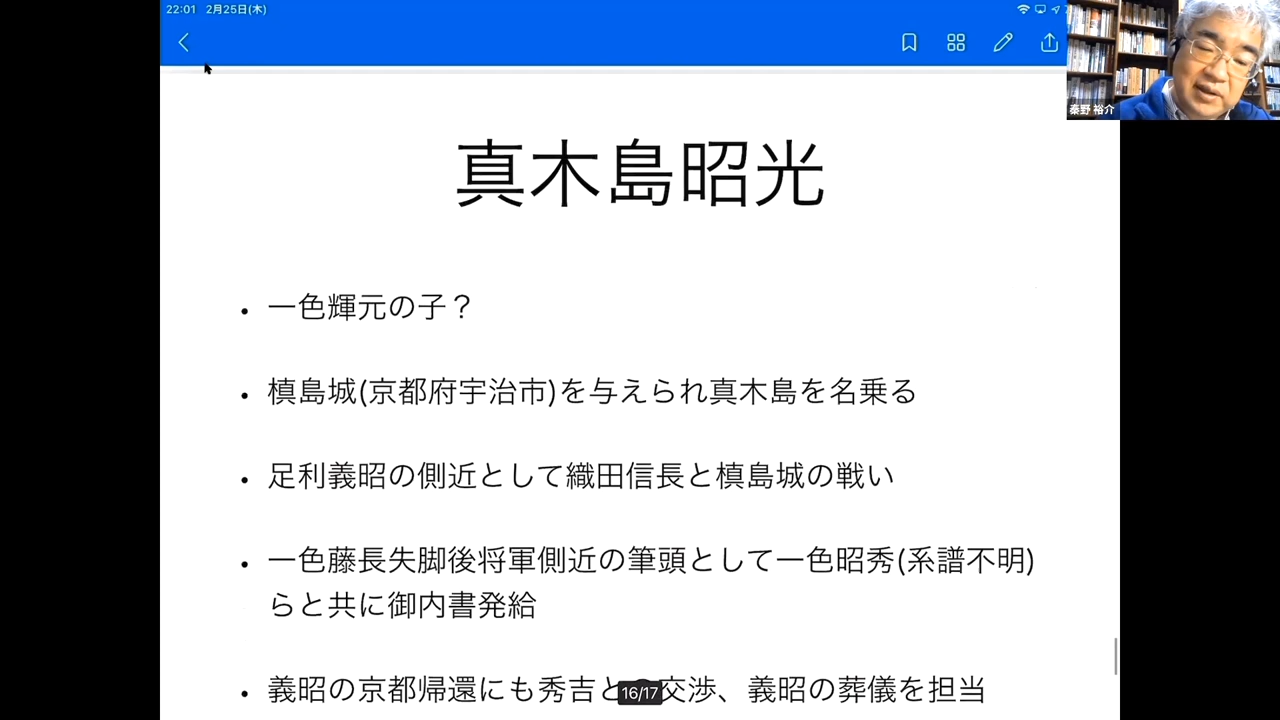 22:01 2月25日(木)
秦野 裕介
真木島昭光
• 一色輝元の子？
• 槙島城(京都府宇治市)を与えられ真木島を名乗る
• 足利義昭の側近として織田信長と槙島城の戦い
• 一色藤長失脚後将軍側近の筆頭として一色昭秀(系譜不明)
らと共に御内書発給
• 義昭の京都帰還にも秀吉と 交渉、義昭の葬儀を担当
16/17